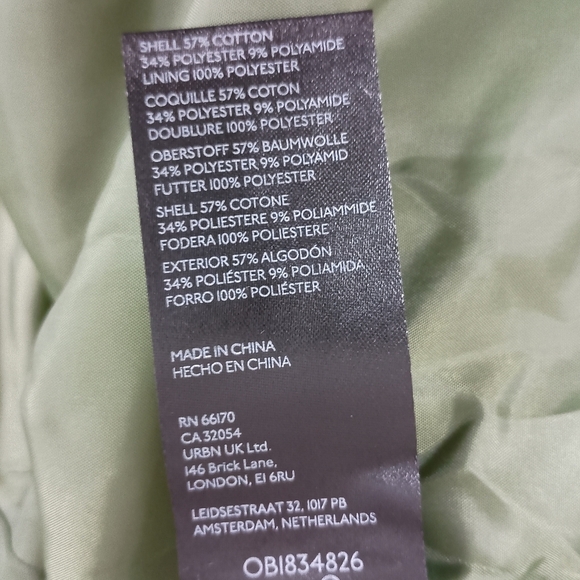 SHELL 57% COTTON
34% POLYESTER 9% POLYAMIDE
LINING 100% POLYESTER
COQUILLE 57% COTON
34% POLYESTER 9% POLYAMIDE
DOUBLURE 100% POLYESTER
OBERSTOFF 57% BAUMWOLLE
34% POLYESTER 9% POLYAMID
FUTTER 100% POLYESTER
SHELL 57% COTONE
34% POLIESTERE 9% POLIAMMIDE
FODERA 100% POLIESTERE
EXTERIOR 57% ALGODÓN
34% POLIÉSTER 9% POLIAMIDA
FORRO 100% POLIÉSTER
MADE IN CHINA
HECHO EN CHINA
RN 66170
CA 32054
URBN UK Ltd.
146 Brick Lane,
LONDON, E1 6RU
LEIDSESTRAAT 32, 1017 PB
AMSTERDAM, NETHERLANDS
OB1834826